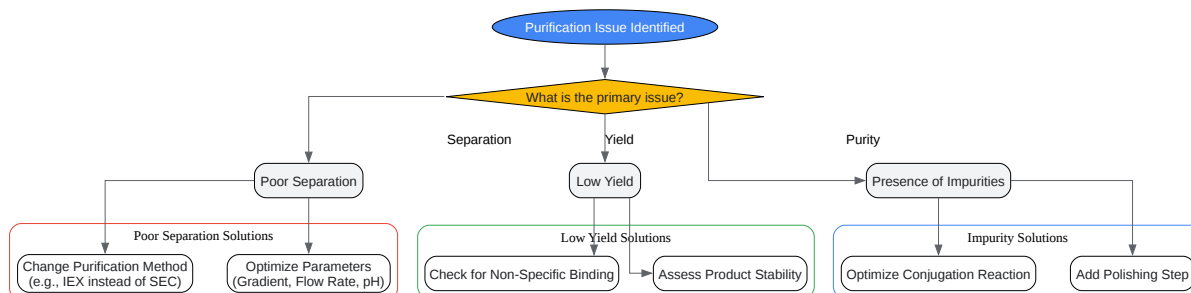 Purification Issue Identified
What is the primary issue?
Separation
Yield
Purity
Poor Separation
Low Yield
Presence of Impurities
Poor Separation Solutions
Low Yield Solutions
Impurity Solutions
Change Purification Method
(e.g., IEX instead of SEC)
Optimize Parameters
(Gradient, Flow Rate, pH)
Check for Non-Specific Binding
Assess Product Stability
Optimize Conjugation Reaction
Add Polishing Step